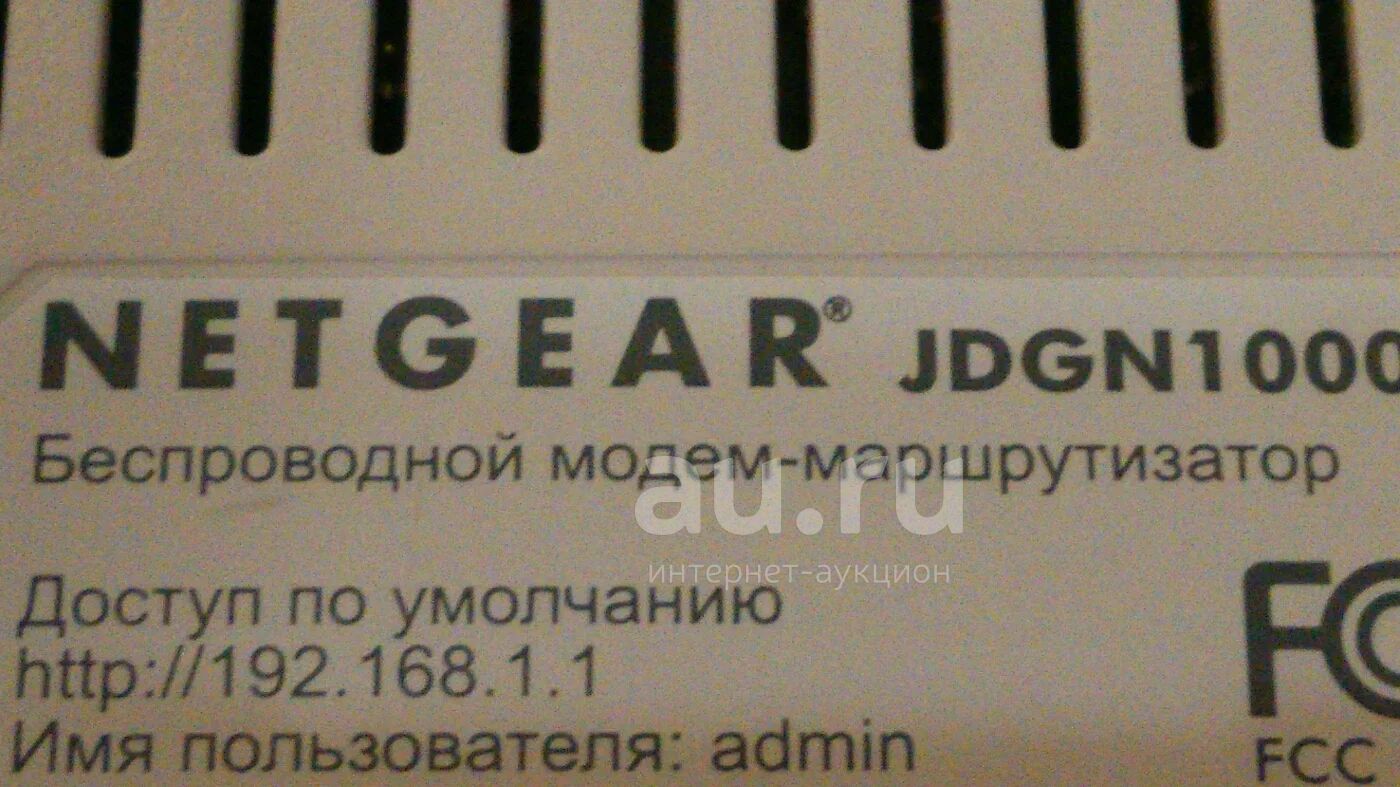 NETGEAR® JDGN1000
Беспроводной модем-маршрутизатор
au.ru
интернет-аукцион
Доступ по умолчанию
http://192.168.1.1
Имя пользователя: admin
FC
FCC